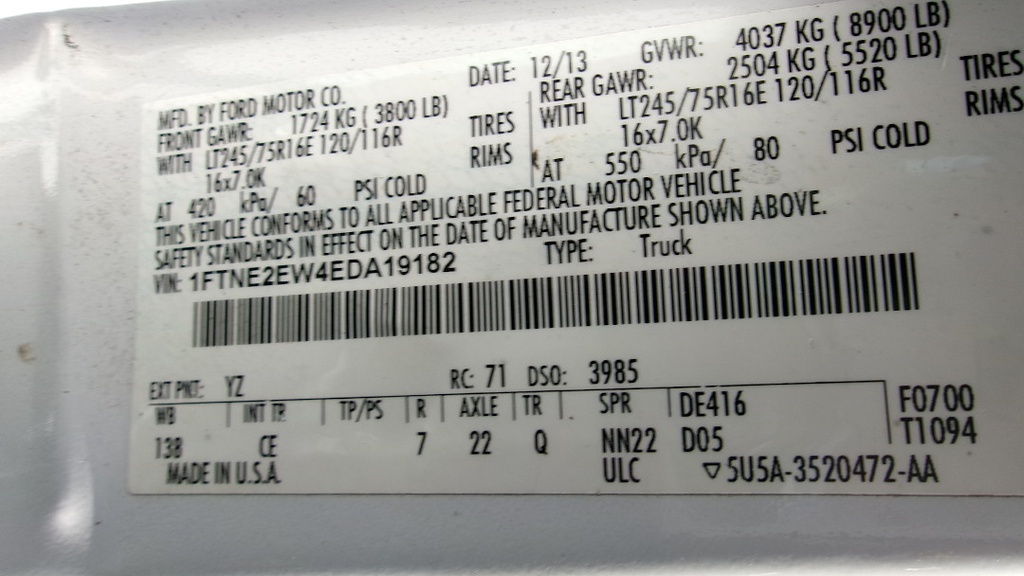 MFD. BY FORD MOTOR CO. DATE: 12/13 GVWR: 4037 KG ( 8900 LB)
FRONT GAWR: 1724 KG ( 3800 LB) REAR GAWR: 2504 KG ( 5520 LB)
WITH LT245/75R16E 120/116R TIRES WITH LT245/75R16E 120/116R TIRES
16x7.0K RIMS 16x7.0K RIMS
AT 420 kPa/ 60 PSI COLD AT 550 kPa/ 80 PSI COLD
THIS VEHICLE CONFORMS TO ALL APPLICABLE FEDERAL MOTOR VEHICLE
SAFETY STANDARDS IN EFFECT ON THE DATE OF MANUFACTURE SHOWN ABOVE.
VIN: 1FTNE2EW4EDA19182 TYPE: Truck
EXT PNT: YZ RC: 71 DSO: 3985
WB INT TR TP/PS R AXLE TR SPR DE416 F0700
138 CE 7 22 Q NN22 D05 T1094
MADE IN U.S.A. ULC ▽5U5A-3520472-AA